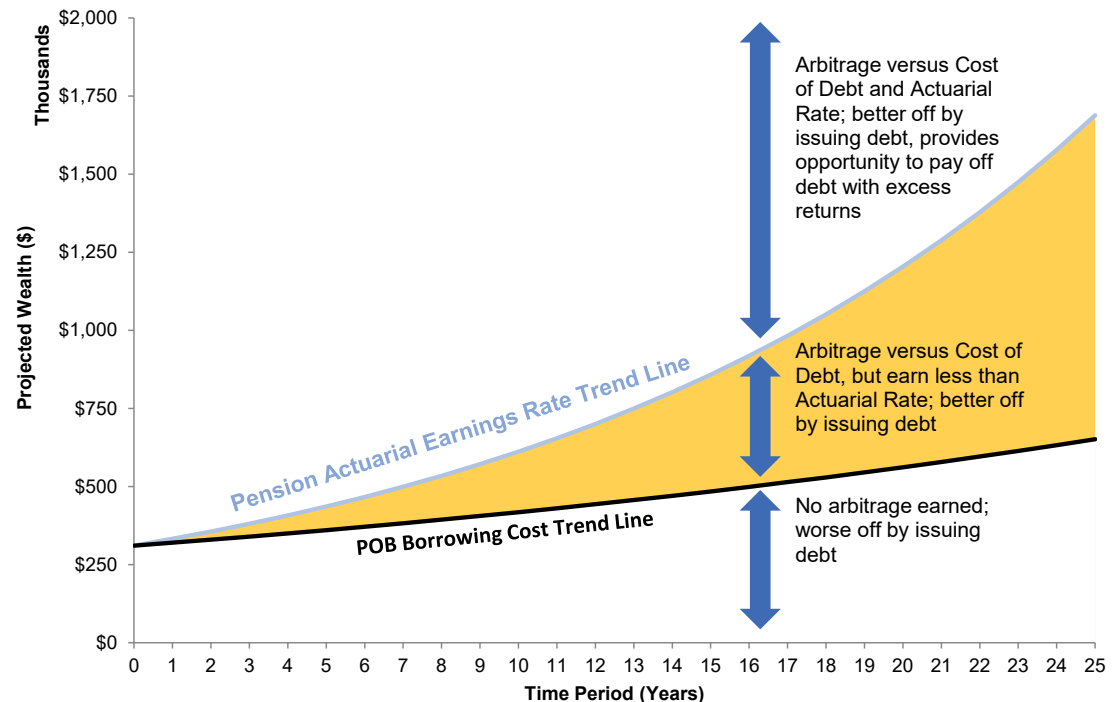 Thousands
Projected Wealth ($)
$2,000
$1,750
$1,500
$1,250
$1,000
$750
$500
$250
$0
Arbitrage versus Cost
of Debt and Actuarial
Rate; better off by
issuing debt, provides
opportunity to pay off
debt with excess
returns
Arbitrage versus Cost of
Debt, but earn less than
Actuarial Rate; better off
by issuing debt
No arbitrage earned;
worse off by issuing
debt
Pension Actuarial Earnings Rate Trend Line
POB Borrowing Cost Trend Line
0 1 2 3 4 5 6 7 8 9 10 11 12 13 14 15 16 17 18 19 20 21 22 23 24 25
Time Period (Years)